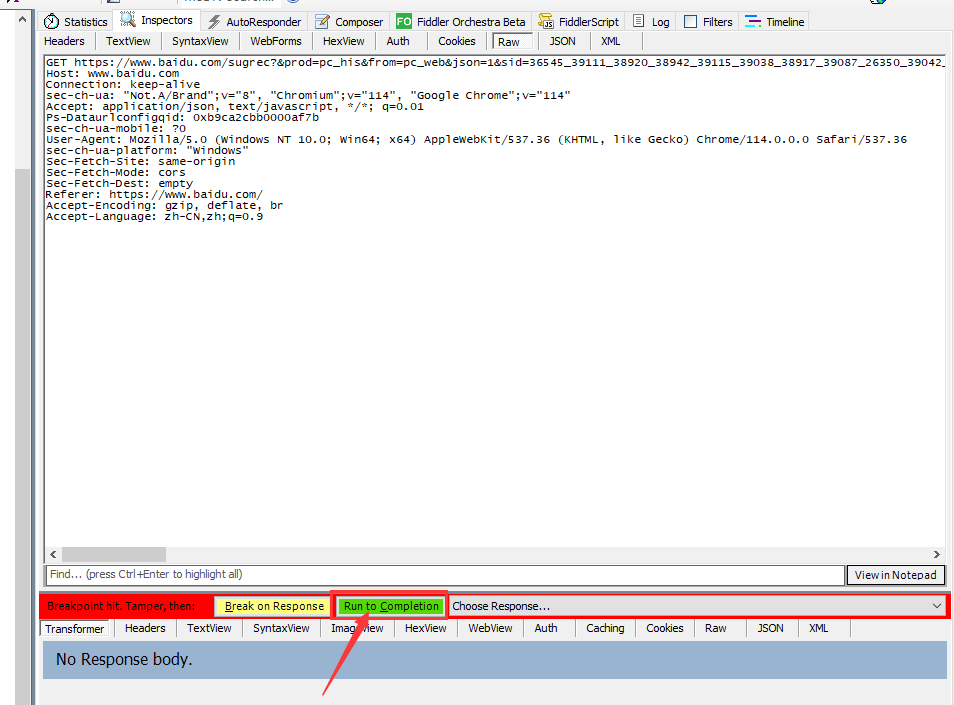 Statistics Inspectors AutoResponder Composer FO Fiddler Orchestra Beta FiddlerScript Log Filters Timeline
Headers TextView SyntaxView WebForms HexView Auth Cookies Raw JSON XML
GET https://www.baidu.com/sugrec?&prod=pc_his&from=pc_web&json=1&sid=36545_39111_38920_38942_39115_39038_38917_39087_26350_39042_
Host: www.baidu.com
Connection: keep-alive
sec-ch-ua: "Not.A/Brand";v="8", "Chromium";v="114", "Google Chrome";v="114"
Accept: application/json, text/javascript, */*; q=0.01
Ps-Dataurlconfigqid: 0xb9ca2cbb0000af7b
sec-ch-ua-mobile: ?0
User-Agent: Mozilla/5.0 (Windows NT 10.0; Win64; x64) AppleWebKit/537.36 (KHTML, like Gecko) Chrome/114.0.0.0 Safari/537.36
sec-ch-ua-platform: "Windows"
Sec-Fetch-Site: same-origin
Sec-Fetch-Mode: cors
Sec-Fetch-Dest: empty
Referer: https://www.baidu.com/
Accept-Encoding: gzip, deflate, br
Accept-Language: zh-CN,zh;q=0.9
Find... (press Ctrl+Enter to highlight all) View in Notepad
Breakpoint hit. Tamper, then: Break on Response Run to Completion Choose Response...
Transformer Headers TextView SyntaxView ImageView HexView WebView Auth Caching Cookies Raw JSON XML
No Response body.